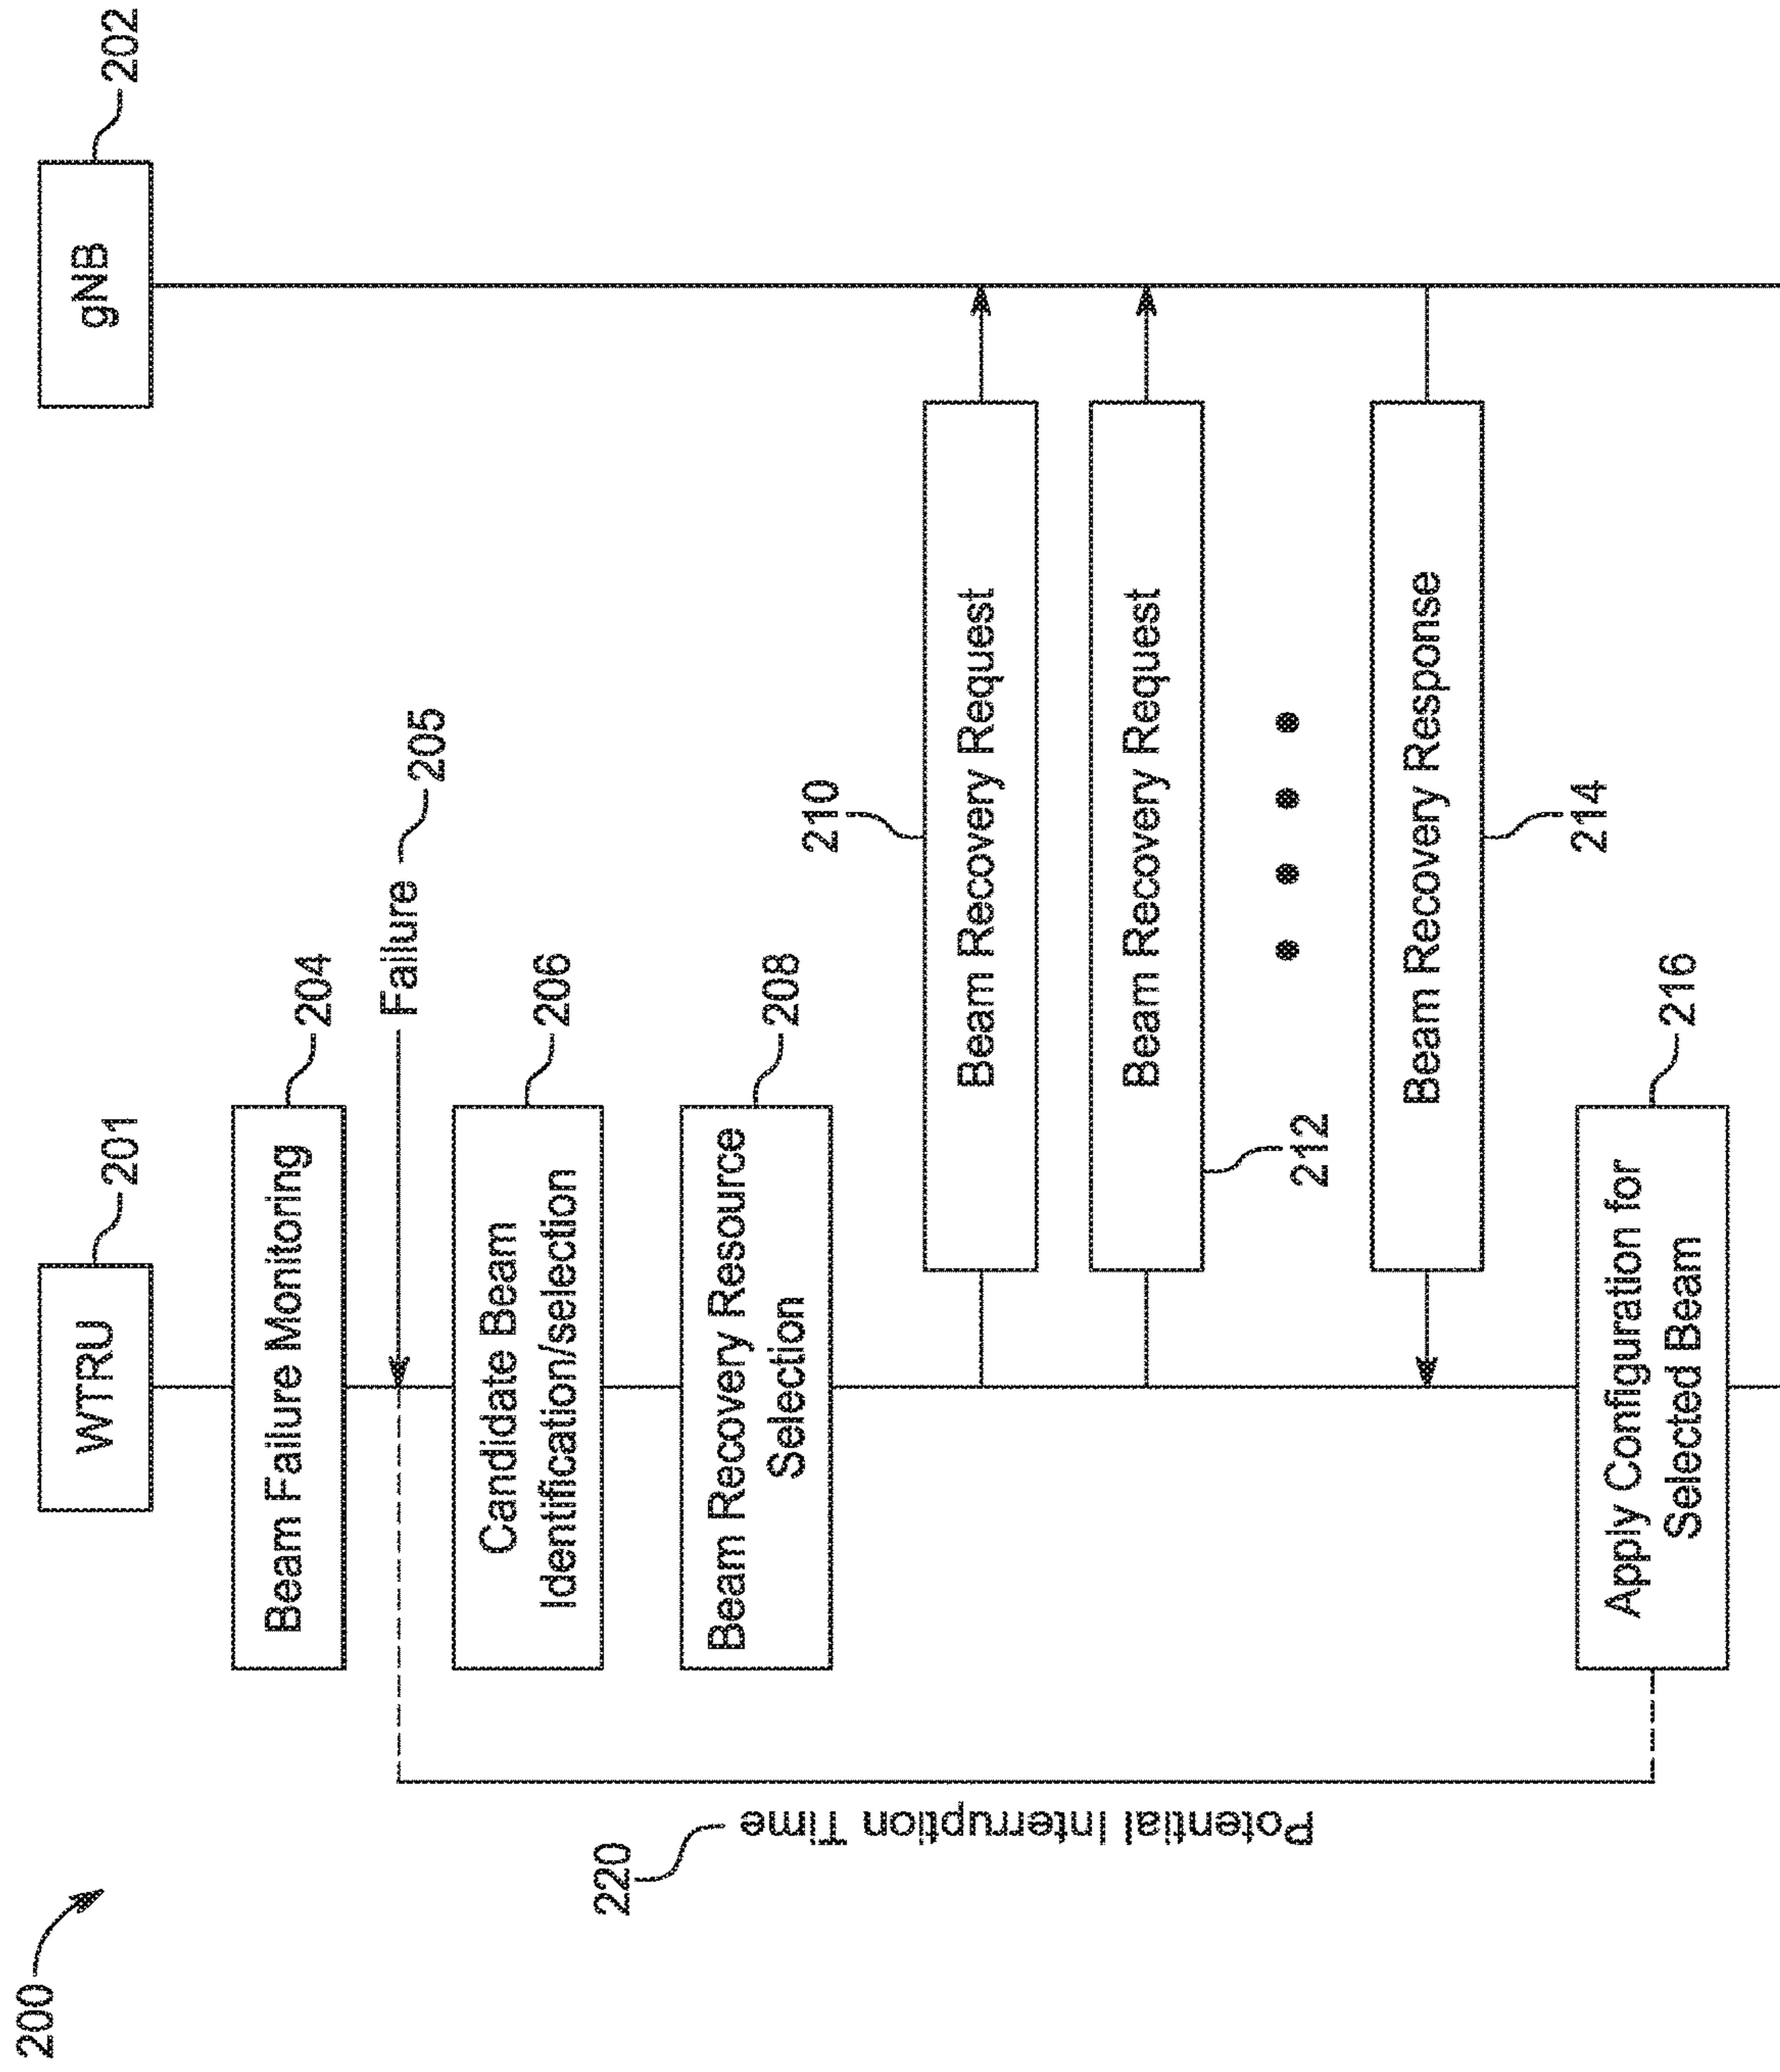 200
WTRU
201
gNB
202
Beam Failure Monitoring
204
Failure
205
Candidate Beam
Identification/selection
206
Beam Recovery Resource
Selection
208
210
Beam Recovery Request
Beam Recovery Request
212
Beam Recovery Response
214
Apply Configuration for
Selected Beam
216
Potential Interruption Time
220